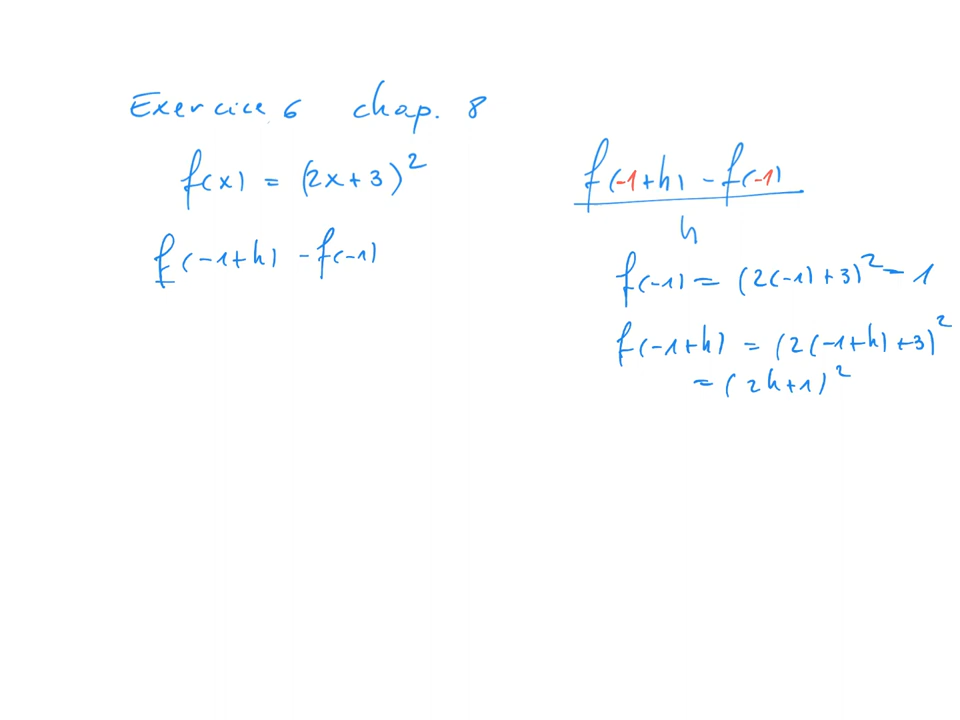 Exercice 6 chap. 8
f(x) = (2x+3)²
f(-1+h) - f(-1)
f(-1+h) - f(-1)
h
f(-1) = (2(-1)+3)² - 1
f(-1+h) = (2(-1+h)+3)²
= (2h+1)²